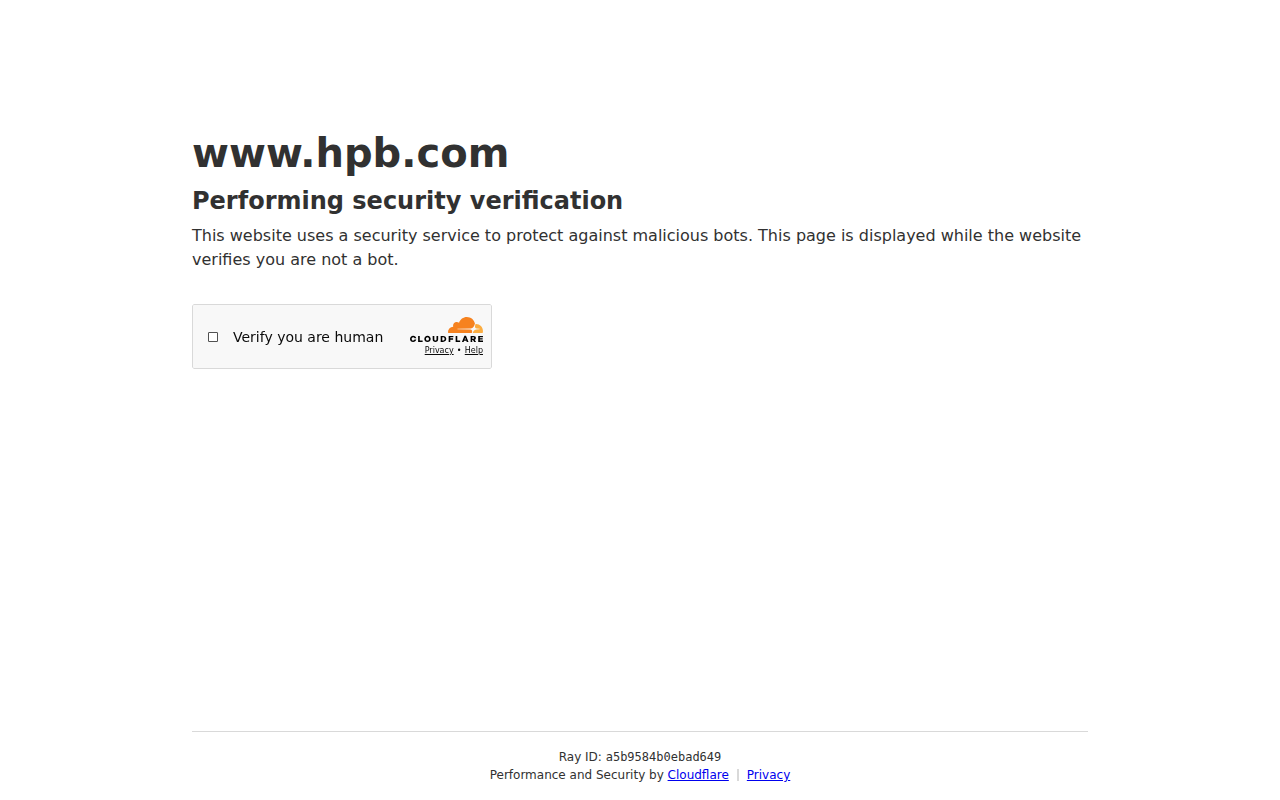 www.hpb.com
Performing security verification
This website uses a security service to protect against malicious bots. This page is displayed while the website
verifies you are not a bot.
Verify you are human
CLOUDFLARE
Privacy • Help
Ray ID: a5b9584b0ebad649
Performance and Security by Cloudflare | Privacy